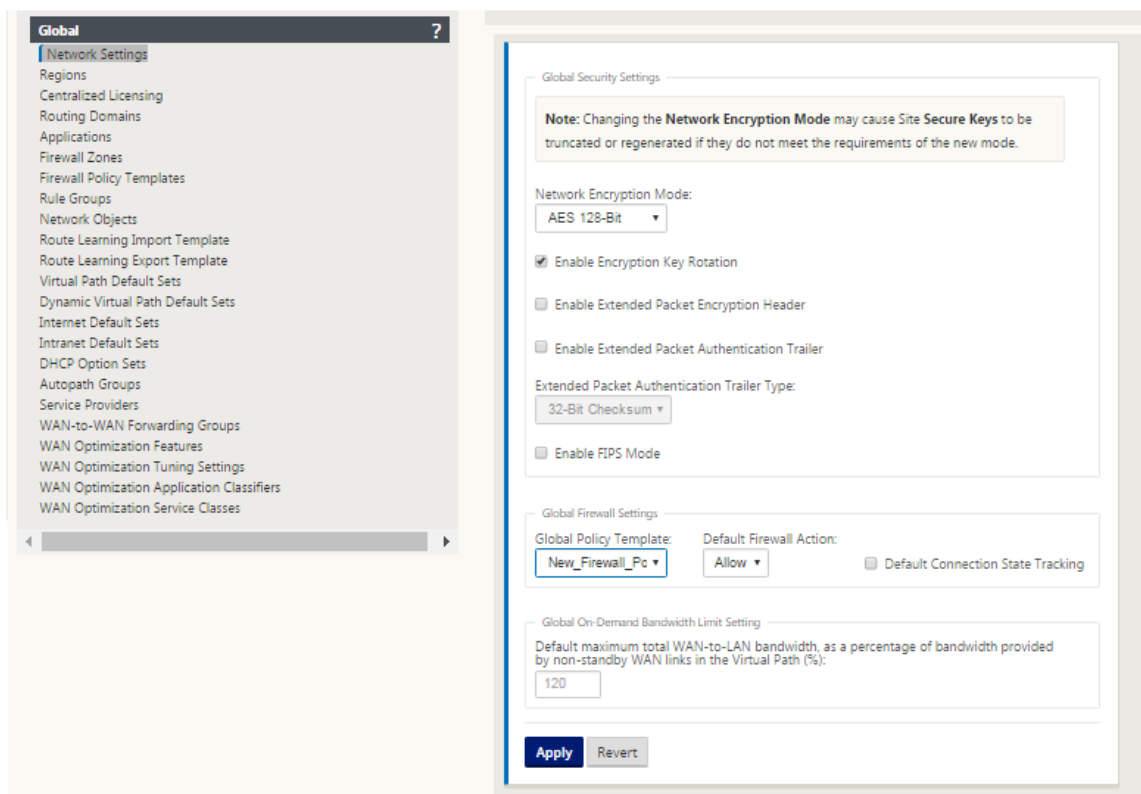 Global ?
Network Settings
Regions
Centralized Licensing
Routing Domains
Applications
Firewall Zones
Firewall Policy Templates
Rule Groups
Network Objects
Route Learning Import Template
Route Learning Export Template
Virtual Path Default Sets
Dynamic Virtual Path Default Sets
Internet Default Sets
Intranet Default Sets
DHCP Option Sets
Autopath Groups
Service Providers
WAN-to-WAN Forwarding Groups
WAN Optimization Features
WAN Optimization Tuning Settings
WAN Optimization Application Classifiers
WAN Optimization Service Classes
Global Security Settings
Note: Changing the Network Encryption Mode may cause Site Secure Keys to be
truncated or regenerated if they do not meet the requirements of the new mode.
Network Encryption Mode:
AES 128-Bit
Enable Encryption Key Rotation
Enable Extended Packet Encryption Header
Enable Extended Packet Authentication Trailer
Extended Packet Authentication Trailer Type:
32-Bit Checksum
Enable FIPS Mode
Global Firewall Settings
Global Policy Template: Default Firewall Action:
New_Firewall_Pc Allow Default Connection State Tracking
Global On-Demand Bandwidth Limit Setting
Default maximum total WAN-to-LAN bandwidth, as a percentage of bandwidth provided
by non-standby WAN links in the Virtual Path (%):
120
Apply Revert